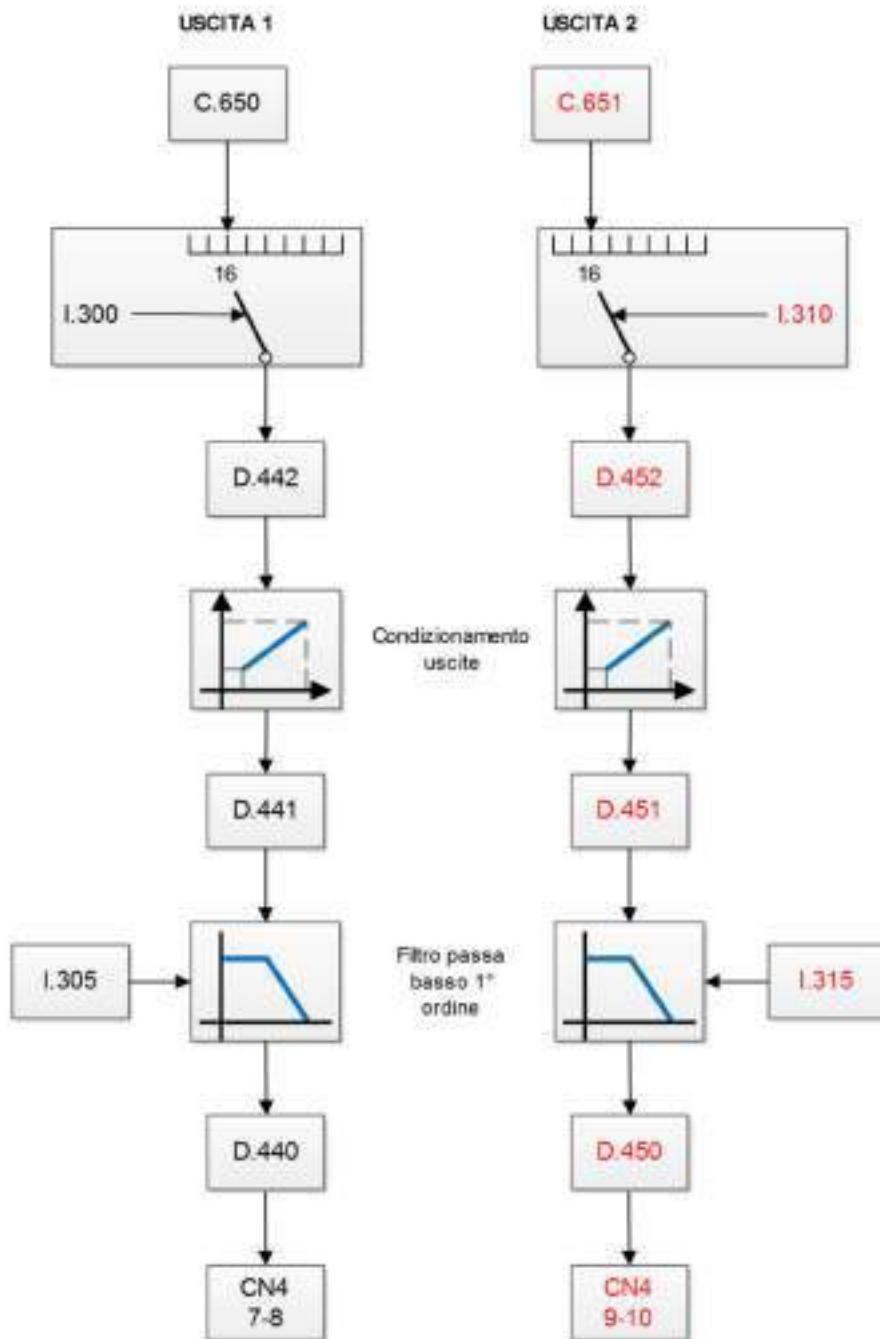 USCITA 1
USCITA 2
C.650
C.651
16
16
I.300
I.310
D.442
D.452
Condizionamento
uscite
D.441
D.451
I.305
Filtro passa
basso 1°
ordine
I.315
D.440
D.450
CN4
7-8
CN4
9-10